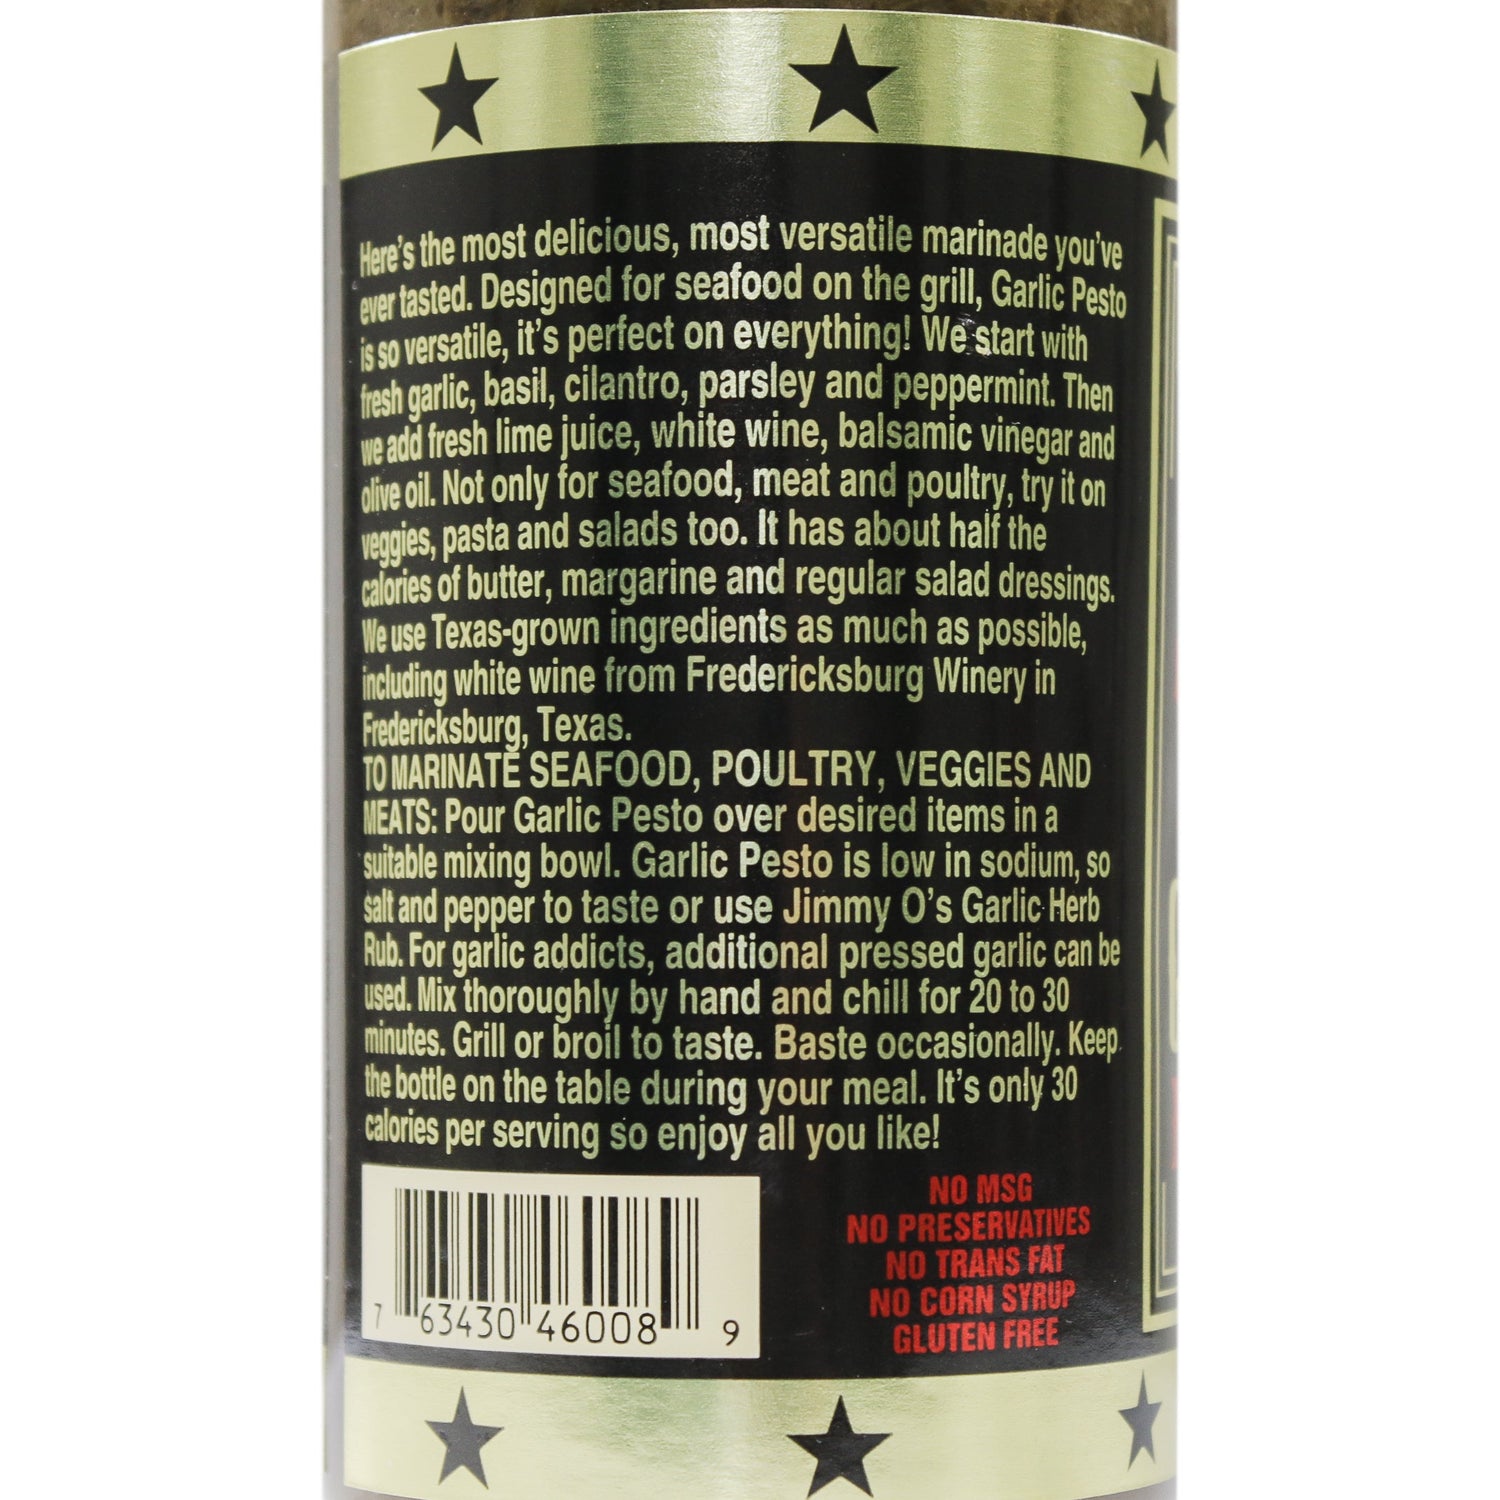 Here's the most delicious, most versatile marinade you've
ever tasted. Designed for seafood on the grill, Garlic Pesto
is so versatile, it's perfect on everything! We start with
fresh garlic, basil, cilantro, parsley and peppermint. Then
we add fresh lime juice, white wine, balsamic vinegar and
olive oil. Not only for seafood, meat and poultry, try it on
veggies, pasta and salads too. It has about half the
calories of butter, margarine and regular salad dressings.
We use Texas-grown ingredients as much as possible,
including white wine from Fredericksburg Winery in
Fredericksburg, Texas.
TO MARINATE SEAFOOD, POULTRY, VEGGIES AND
MEATS: Pour Garlic Pesto over desired items in a
suitable mixing bowl. Garlic Pesto is low in sodium, so
salt and pepper to taste or use Jimmy O's Garlic Herb
Rub. For garlic addicts, additional pressed garlic can be
used. Mix thoroughly by hand and chill for 20 to 30
minutes. Grill or broil to taste. Baste occasionally. Keep
the bottle on the table during your meal. It's only 30
calories per serving so enjoy all you like!
7 63430 46008 9
NO MSG
NO PRESERVATIVES
NO TRANS FAT
NO CORN SYRUP
GLUTEN FREE